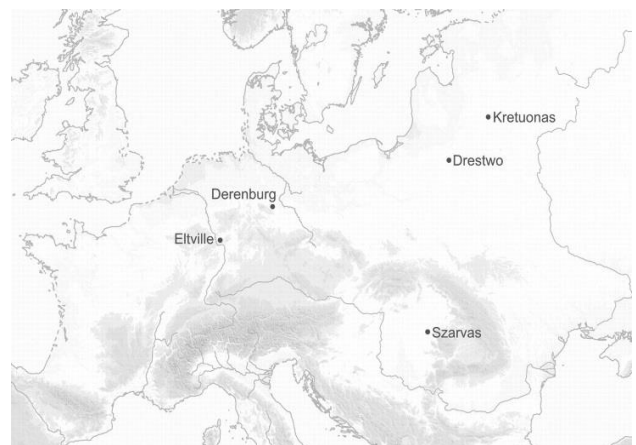 Kretuonas
Drestwo
Derenburg
Eltville
Szarvas